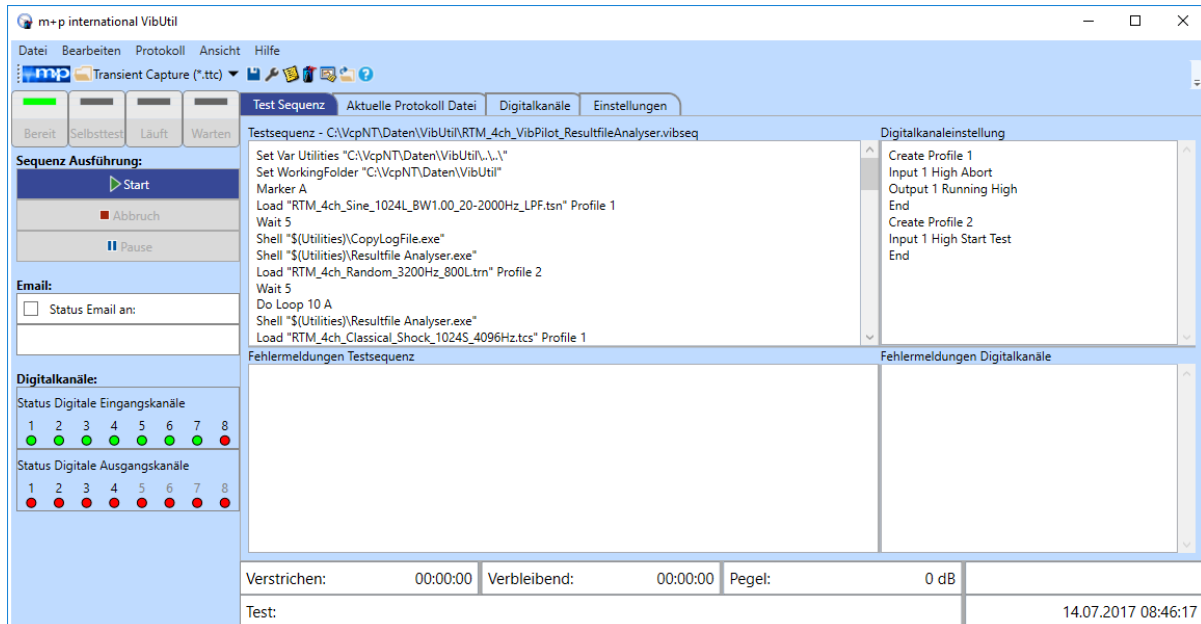 m+p international VibUtil
Datei Bearbeiten Protokoll Ansicht Hilfe
mp Transient Capture (*.ttc)
Bereit Selbsttest Läuft Warten
Sequenz Ausführung:
Start
Abbruch
Pause
Email:
Status Email an:
Digitalkanäle:
Status Digitale Eingangskanäle
1 2 3 4 5 6 7 8
Status Digitale Ausgangskanäle
1 2 3 4 5 6 7 8
Test Sequenz Aktuelle Protokoll Datei Digitalkanäle Einstellungen
Testsequenz - C:\VcpNT\Daten\VibUtil\RTM_4ch_VibPilot_ResultfileAnalyser.vibseq
Set Var Utilities "C:\VcpNT\Daten\VibUtil\..\..\"
Set WorkingFolder "C:\VcpNT\Daten\VibUtil"
Marker A
Load "RTM_4ch_Sine_1024L_BW1.00_20-2000Hz_LPF.tsn" Profile 1
Wait 5
Shell "$(Utilities)\CopyLogFile.exe"
Shell "$(Utilities)\Resultfile Analyser.exe"
Load "RTM_4ch_Random_3200Hz_800L.trn" Profile 2
Wait 5
Do Loop 10 A
Shell "$(Utilities)\Resultfile Analyser.exe"
Load "RTM_4ch_Classical_Shock_1024S_4096Hz.tcs" Profile 1
Digitalkanaleinstellung
Create Profile 1
Input 1 High Abort
Output 1 Running High
End
Create Profile 2
Input 1 High Start Test
End
Fehlermeldungen Testsequenz
Fehlermeldungen Digitalkanäle
Verstrichen: 00:00:00 Verbleibend: 00:00:00 Pegel: 0 dB
Test: 14.07.2017 08:46:17